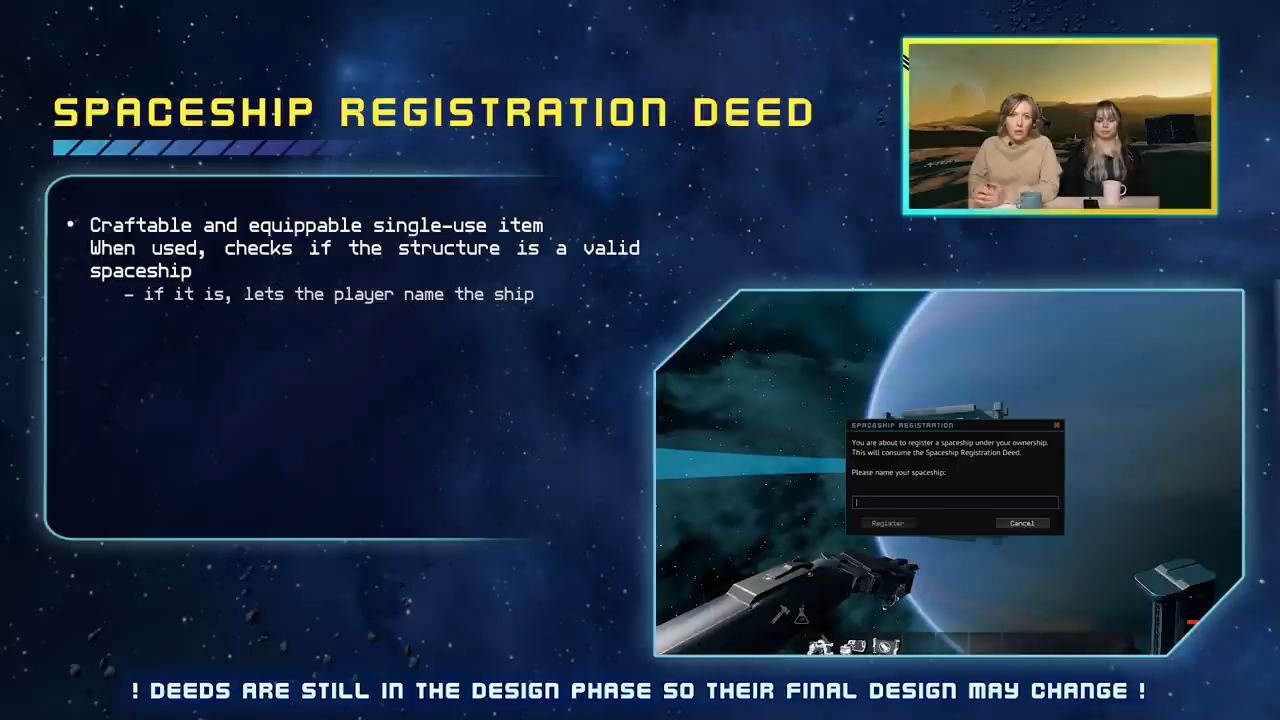 SPACESHIP REGISTRATION DEED
• Craftable and equippable single-use item
When used, checks if the structure is a valid
spaceship
– if it is, lets the player name the ship
SPACESHIP REGISTRATION
You are about to register a spaceship under your ownership.
This will consume the Spaceship Registration Deed.
Please name your spaceship:
Register
Cancel
! DEEDS ARE STILL IN THE DESIGN PHASE SO THEIR FINAL DESIGN MAY CHANGE !